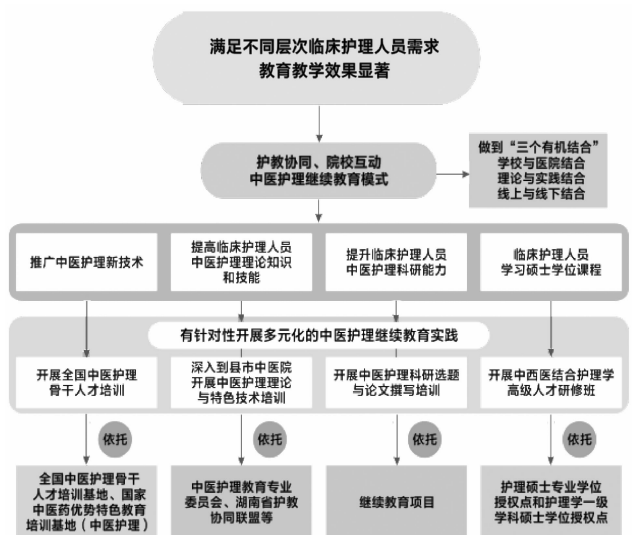 满足不同层次临床护理人员需求
教育教学效果显著
护教协同、院校互动
中医护理继续教育模式
做到“三个有机结合”
学校与医院结合
理论与实践结合
线上与线下结合
推广中医护理新技术
提高临床护理人员
中医护理理论知识
和技能
提升临床护理人员
中医护理科研能力
临床护理人员
学习硕士学位课程
有针对性开展多元化的中医护理继续教育实践
开展全国中医护理
骨干人才培训
深入到县市中医院
开展中医护理理论
与特色技术培训
开展中医护理科研选题
与论文撰写培训
开展中西医结合护理学
高级人才研修班
依托
依托
依托
依托
全国中医护理骨干
人才培训基地、国家
中医药优势特色教育
培训基地（中医护理）
中医护理教育专业
委员会、湖南省护教
协同联盟等
继续教育项目
护理硕士专业学位
授权点和护理学一级
学科硕士学位授权点